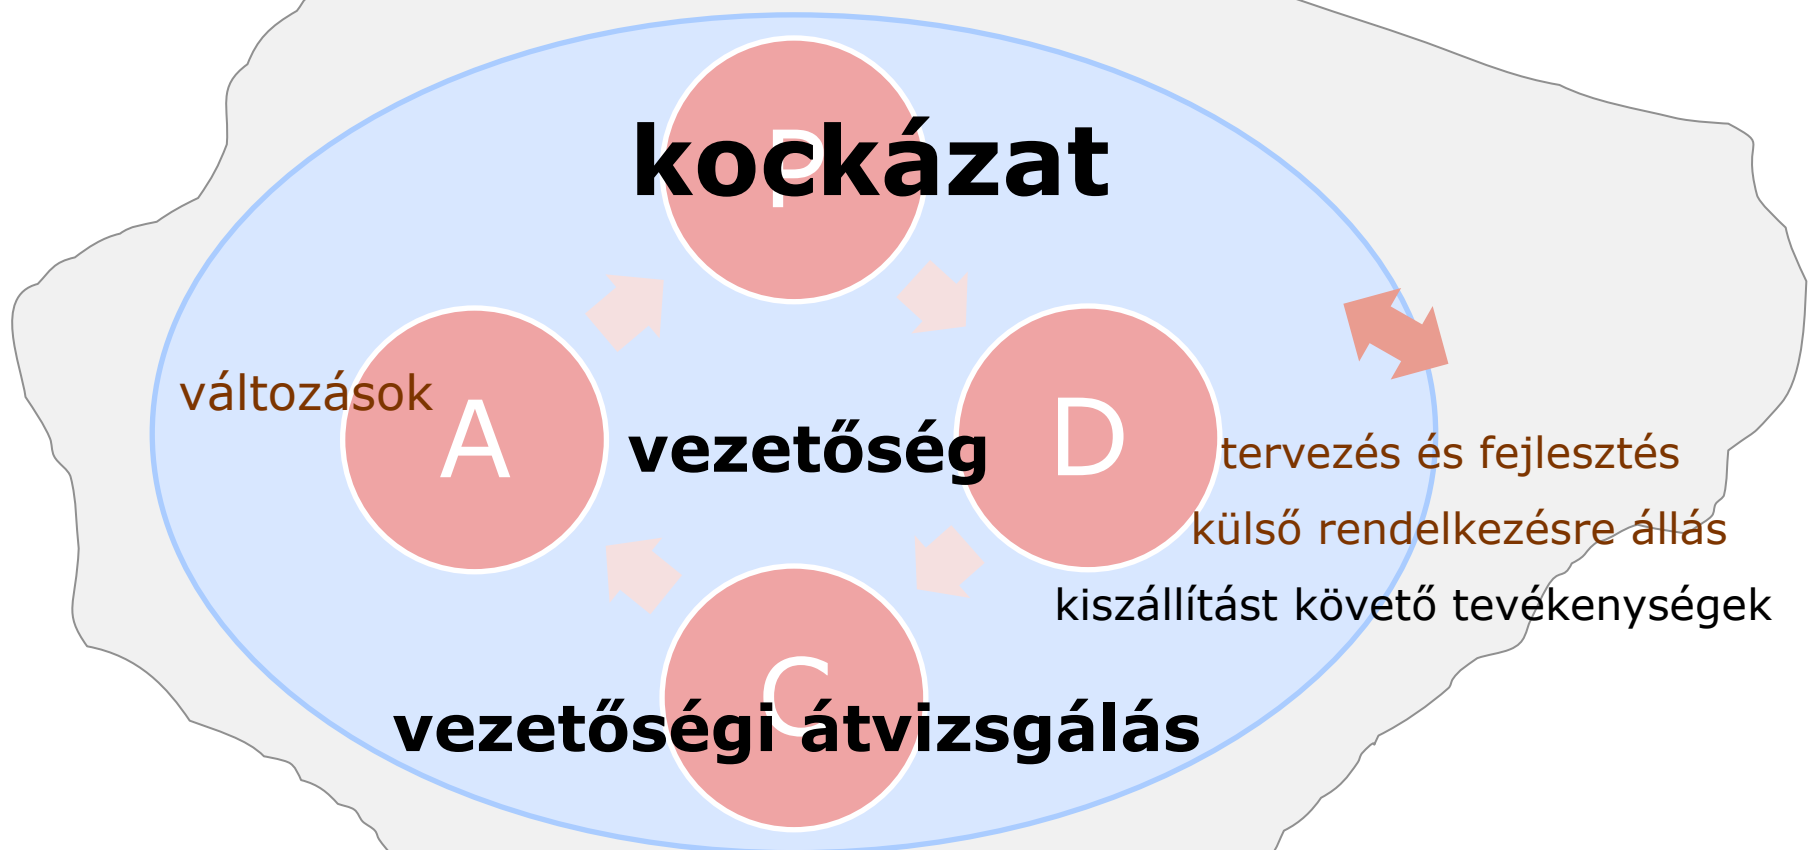 P
kockázat
változások
A
vezetőség
D
tervezés és fejlesztés
külső rendelkezésre állás
kiszállítást követő tevékenységek
C
vezetőségi átvizsgálás